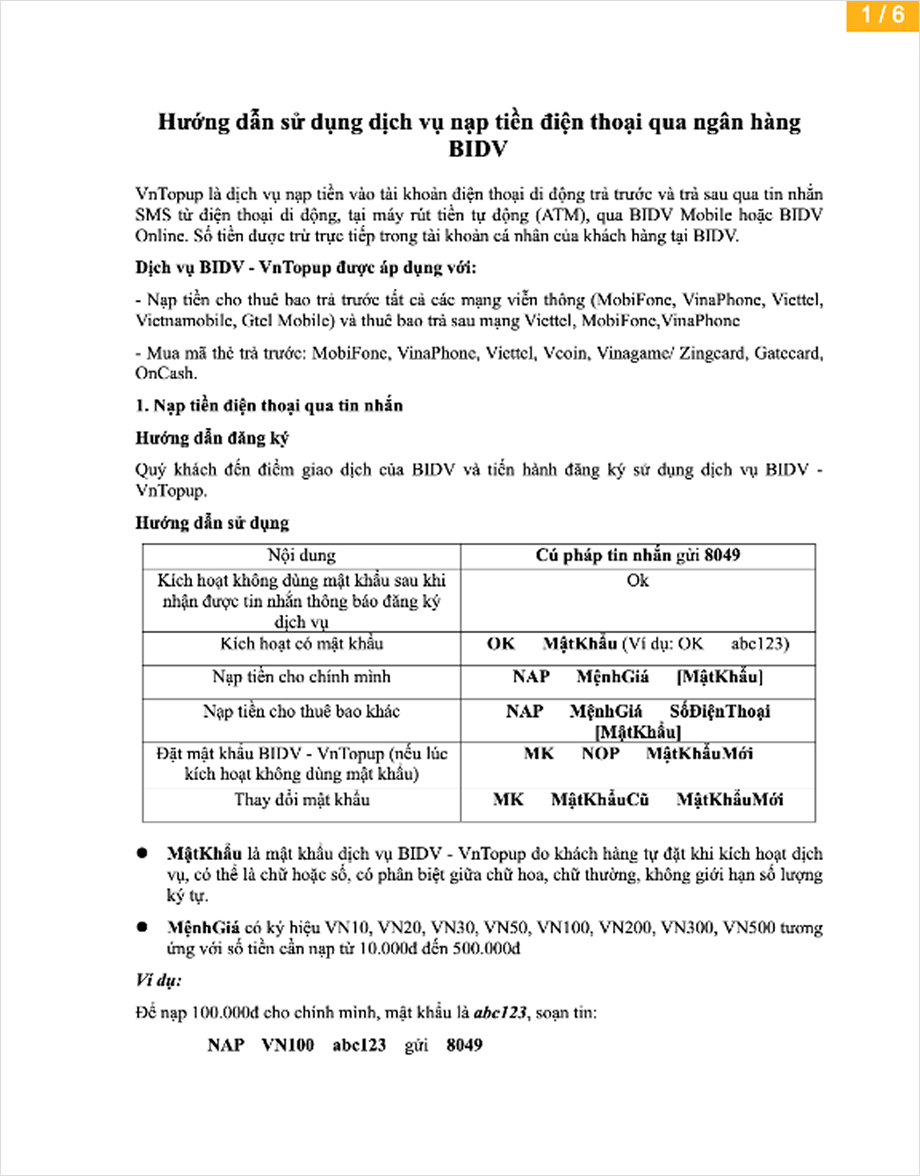 1 / 6
Hướng dẫn sử dụng dịch vụ nạp tiền điện thoại qua ngân hàng
BIDV
VnTopup là dịch vụ nạp tiền vào tài khoản điện thoại di động trả trước và trả sau qua tin nhắn
SMS từ điện thoại di động, tại máy rút tiền tự động (ATM), qua BIDV Mobile hoặc BIDV
Online. Số tiền được trừ trực tiếp trong tài khoản cá nhân của khách hàng tại BIDV.
Dịch vụ BIDV - VnTopup được áp dụng với:
- Nạp tiền cho thuê bao trả trước tất cả các mạng viễn thông (MobiFone, VinaPhone, Viettel,
Vietnamobile, Gtel Mobile) và thuê bao trả sau mạng Viettel, MobiFone,VinaPhone
- Mua mã thẻ trả trước: MobiFone, VinaPhone, Viettel, Vcoin, Vinagame/ Zingcard, Gatecard,
OnCash.
1. Nạp tiền điện thoại qua tin nhắn
Hướng dẫn đăng ký
Quý khách đến điểm giao dịch của BIDV và tiến hành đăng ký sử dụng dịch vụ BIDV -
VnTopup.
Hướng dẫn sử dụng
Nội dung Cú pháp tin nhắn gửi 8049
Kích hoạt không dùng mật khẩu sau khi Ok
nhận được tin nhắn thông báo đăng ký
dịch vụ
Kích hoạt có mật khẩu OK MậtKhẩu (Ví dụ: OK abc123)
Nạp tiền cho chính mình NAP MệnhGiá [MậtKhẩu]
Nạp tiền cho thuê bao khác NAP MệnhGiá SốĐiệnThoại
[MậtKhẩu]
Đặt mật khẩu BIDV - VnTopup (nếu lúc MK NOP MậtKhẩuMới
kích hoạt không dùng mật khẩu)
Thay đổi mật khẩu MK MậtKhẩuCũ MậtKhẩuMới
● MậtKhẩu là mật khẩu dịch vụ BIDV - VnTopup do khách hàng tự đặt khi kích hoạt dịch
vụ, có thể là chữ hoặc số, có phân biệt giữa chữ hoa, chữ thường, không giới hạn số lượng
ký tự.
● MệnhGiá có ký hiệu VN10, VN20, VN30, VN50, VN100, VN200, VN300, VN500 tương
ứng với số tiền cần nạp từ 10.000đ đến 500.000đ
Ví dụ:
Để nạp 100.000đ cho chính mình, mật khẩu là abc123, soạn tin:
NAP VN100 abc123 gửi 8049